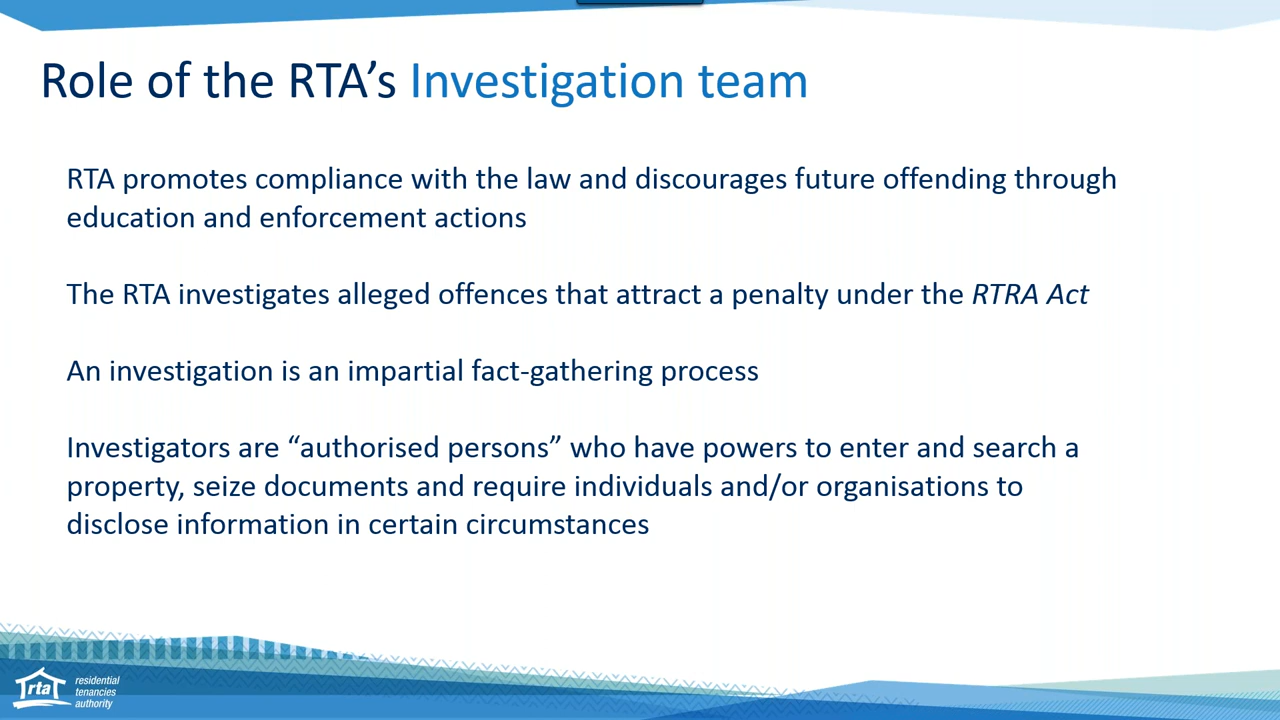 Role of the RTA’s Investigation team
RTA promotes compliance with the law and discourages future offending through
education and enforcement actions
The RTA investigates alleged offences that attract a penalty under the RTRA Act
An investigation is an impartial fact-gathering process
Investigators are “authorised persons” who have powers to enter and search a
property, seize documents and require individuals and/or organisations to
disclose information in certain circumstances
rta
residential
tenancies
authority